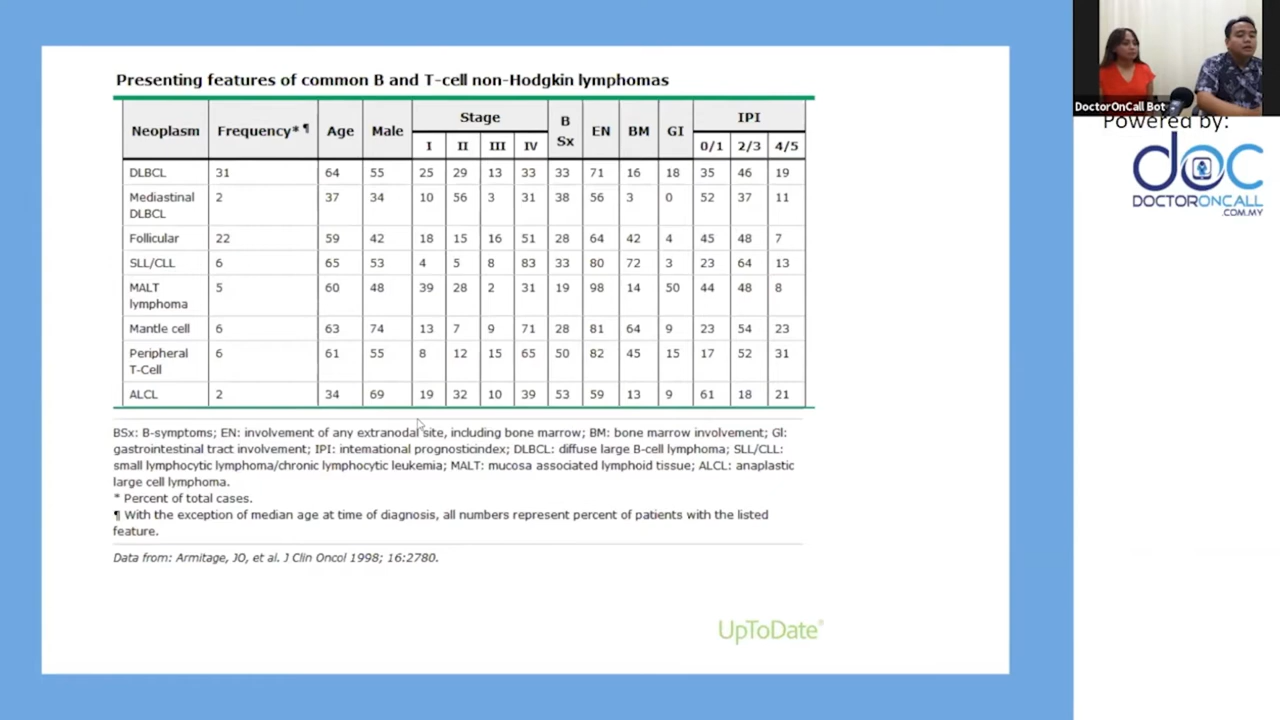 Presenting features of common B and T-cell non-Hodgkin lymphomas
Neoplasm Frequency*¶ Age Male Stage B Sx EN BM GI IPI
I II III IV 0/1 2/3 4/5
DLBCL 31 64 55 25 29 13 33 33 71 16 18 35 46 19
Mediastinal DLBCL 2 37 34 10 56 3 31 38 56 3 0 52 37 11
Follicular 22 59 42 18 15 16 51 28 64 42 4 45 48 7
SLL/CLL 6 65 53 4 5 8 83 33 80 72 3 23 64 13
MALT lymphoma 5 60 48 39 28 2 31 19 98 14 50 44 48 8
Mantle cell 6 63 74 13 7 9 71 28 81 64 9 23 54 23
Peripheral T-Cell 6 61 55 8 12 15 65 50 82 45 15 17 52 31
ALCL 2 34 69 19 32 10 39 53 59 13 9 61 18 21
BSx: B-symptoms; EN: involvement of any extranodal site, including bone marrow; BM: bone marrow involvement; GI:
gastrointestinal tract involvement; IPI: intemational prognosticindex; DLBCL: diffuse large B-cell lymphoma; SLL/CLL:
small lymphocytic lymphoma/chronic lymphocytic leukemia; MALT: mucosa associated lymphoid tissue; ALCL: anaplastic
large cell lymphoma.
* Percent of total cases.
¶ With the exception of median age at time of diagnosis, all numbers represent percent of patients with the listed
feature.
Data from: Armitage, JO, et al. J Clin Oncol 1998; 16:2780.
UpToDate®
DoctorOnCall Bot
Powered by:
doc
DOCTORONCALL
.COM.MY